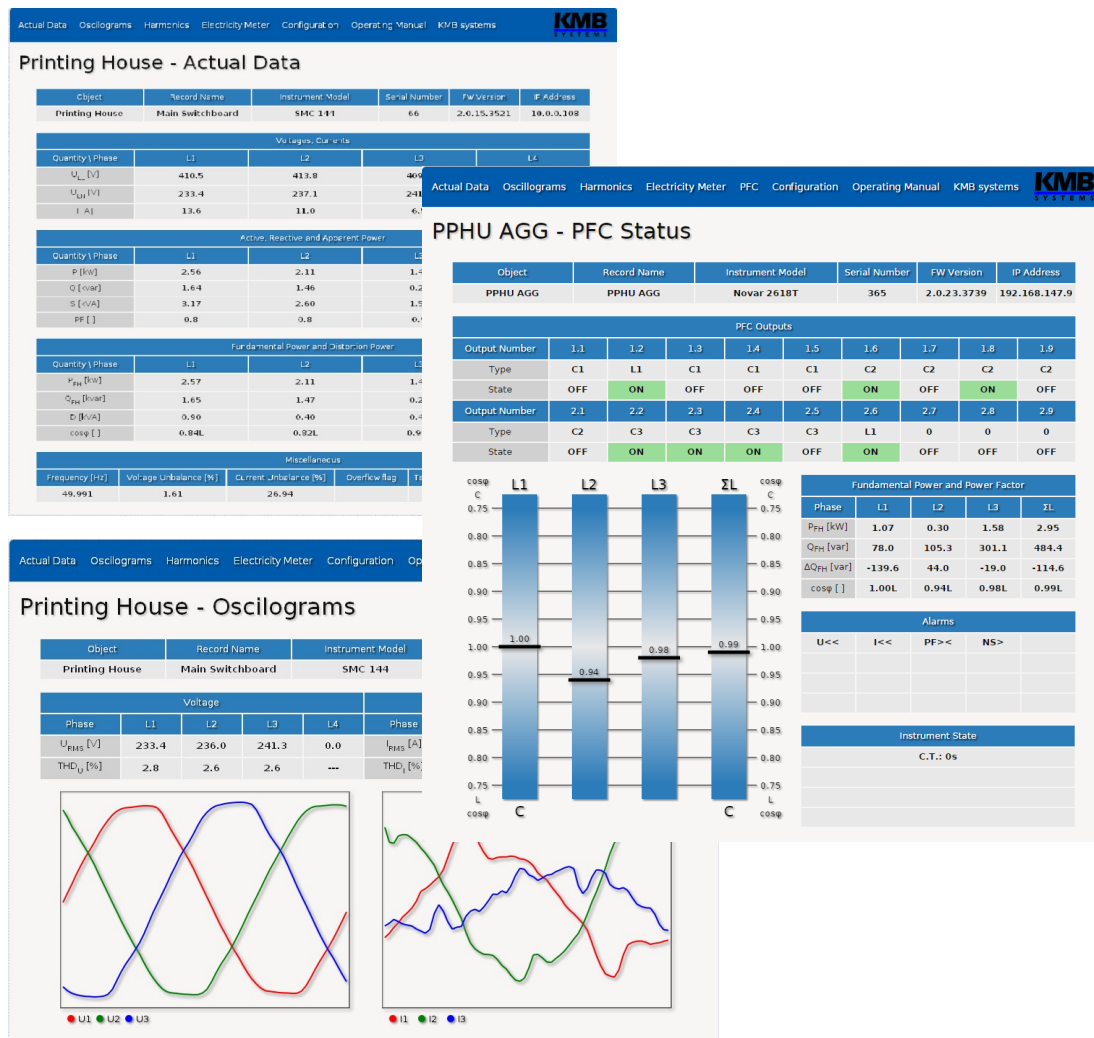 Actual Data Oscilograms Harmonics Electricity Meter Configuration Operating Manual KMB systems KMB SYSTEMS
Printing House - Actual Data
Object Record Name Instrument Model Serial Number FW Version IP Address
Printing House Main Switchboard SMC 144 66 2.0.15.3521 10.0.0.108
Voltages, Currents
Quantity \ Phase L1 L2 L3 L4
U [V] 410.5 413.8 409
ULN [V] 233.4 237.1 241
I [A] 13.6 11.0 6.
Active, Reactive and Apparent Power
Quantity \ Phase L1 L2
P [kW] 2.56 2.11 1.4
Q [kvar] 1.64 1.46 0.2
S [kVA] 3.17 2.60 1.5
PF [ ] 0.8 0.8 0.
Fundamental Power and Distortion Power
Quantity \ Phase L1 L2
PFH [kW] 2.57 2.11 1.4
QFH [kvar] 1.65 1.47 0.2
D [kVA] 0.90 0.40 0.4
cosφ [ ] 0.84L 0.82L 0.9
Miscellaneous
Frequency [Hz] Voltage Unbalance [%] Current Unbalance [%] Overflow flag
49.991 1.61 26.94
Actual Data Oscillograms Harmonics Electricity Meter PFC Configuration Operating Manual KMB systems KMB SYSTEMS
PPHU AGG - PFC Status
Object Record Name Instrument Model Serial Number FW Version IP Address
PPHU AGG PPHU AGG Novar 2618T 365 2.0.23.3739 192.168.147.9
PFC Outputs
Output Number 1.1 1.2 1.3 1.4 1.5 1.6 1.7 1.8 1.9
Type C1 L1 C1 C1 C1 C2 C2 C2 C2
State OFF ON OFF OFF OFF ON OFF ON OFF
Output Number 2.1 2.2 2.3 2.4 2.5 2.6 2.7 2.8 2.9
Type C2 C3 C3 C3 C3 L1 0 0 0
State OFF ON ON ON OFF ON OFF OFF OFF
cosφ L1 L2 L3 ΣL cosφ
C C
0.75 0.75
0.80 0.80
0.85 0.85
0.90 0.90
0.95 0.95
1.00 1.00 0.94 0.98 0.99 1.00
0.95 0.95
0.90 0.90
0.85 0.85
0.80 0.80
0.75 0.75
L L
cosφ C C cosφ
Fundamental Power and Power Factor
Phase L1 L2 L3 ΣL
PFH [kW] 1.07 0.30 1.58 2.95
QFH [var] 78.0 105.3 301.1 484.4
ΔQFH [var] -139.6 44.0 -19.0 -114.6
cosφ [ ] 1.00L 0.94L 0.98L 0.99L
Alarms
U<< I<< PF>< NS>
Instrument State
C.T.: 0s
Actual Data Oscilograms Harmonics Electricity Meter Configuration Op
Printing House - Oscilograms
Object Record Name Instrument Model
Printing House Main Switchboard SMC 144
Voltage
Phase L1 L2 L3 L4 Phase
URMS [V] 233.4 236.0 241.3 0.0 IRMS [A]
THDU [%] 2.8 2.6 2.6 --- THDI [%]
U1 U2 U3
I1 I2 I3